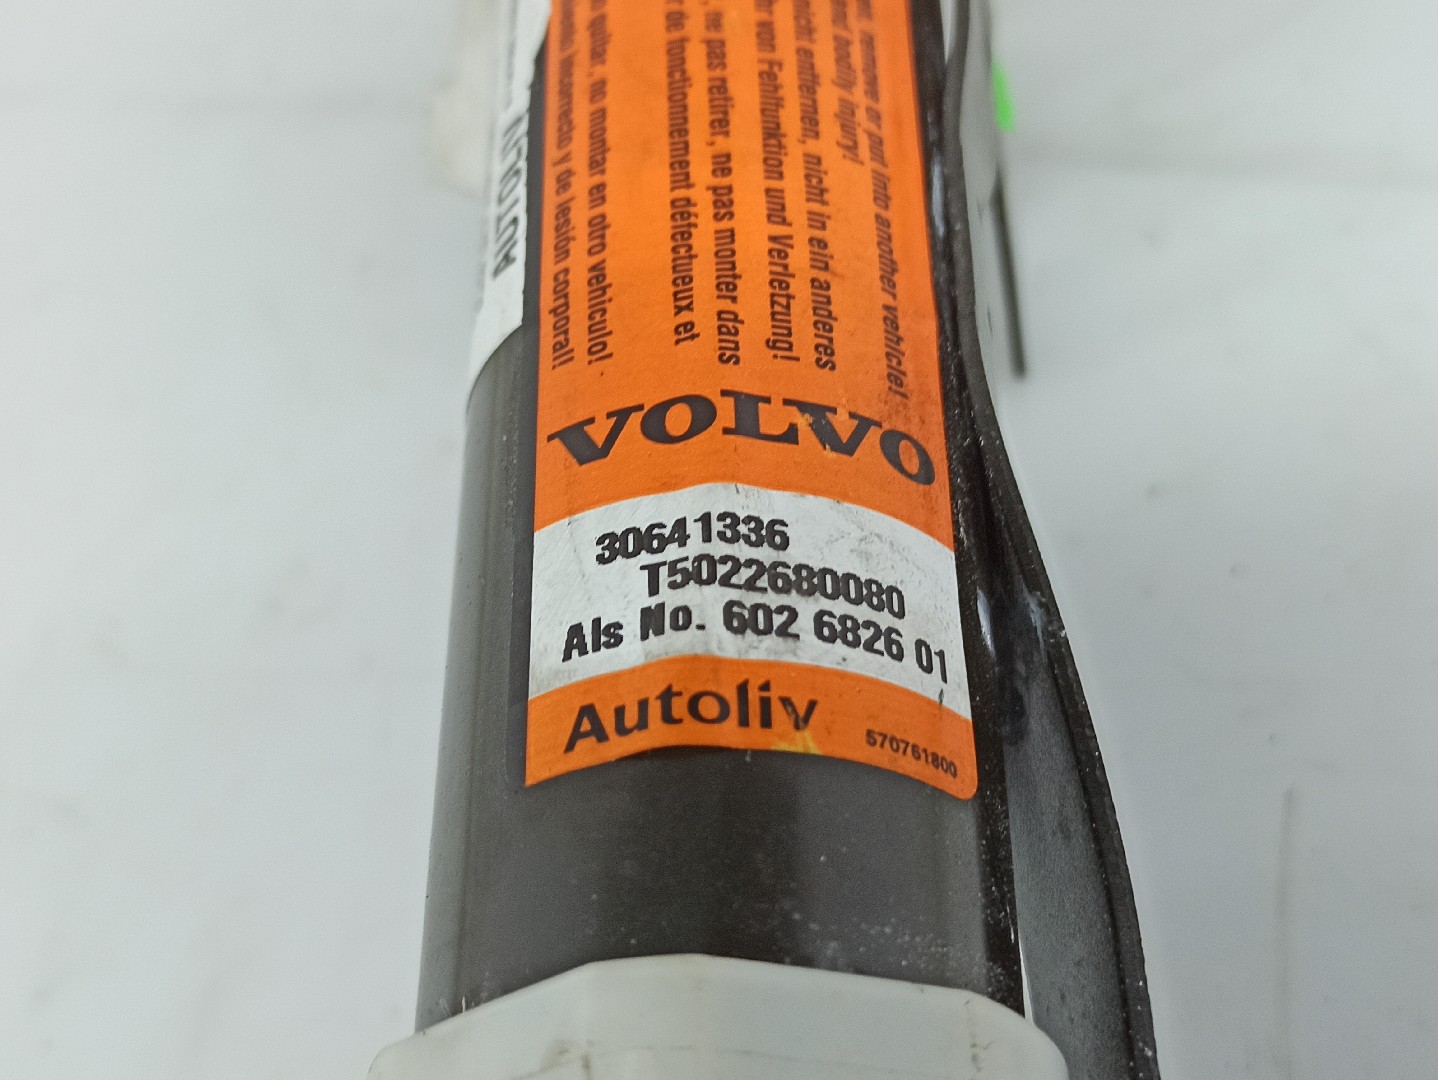 remove or put into another vehicle!
bodily injury!
nicht entfernen, nicht in ein anderes
von Fehlfunktion und Verletzung!
ne pas retirer, ne pas monter dans
de fonctionnement défectueux et
quitar, no montar en otro vehiculo!
incorrecto y de lesión corporal!
VOLVO
30641336
T5022680080
Als No. 602 6826 01
Autoliv
570761800
AUTOLIV